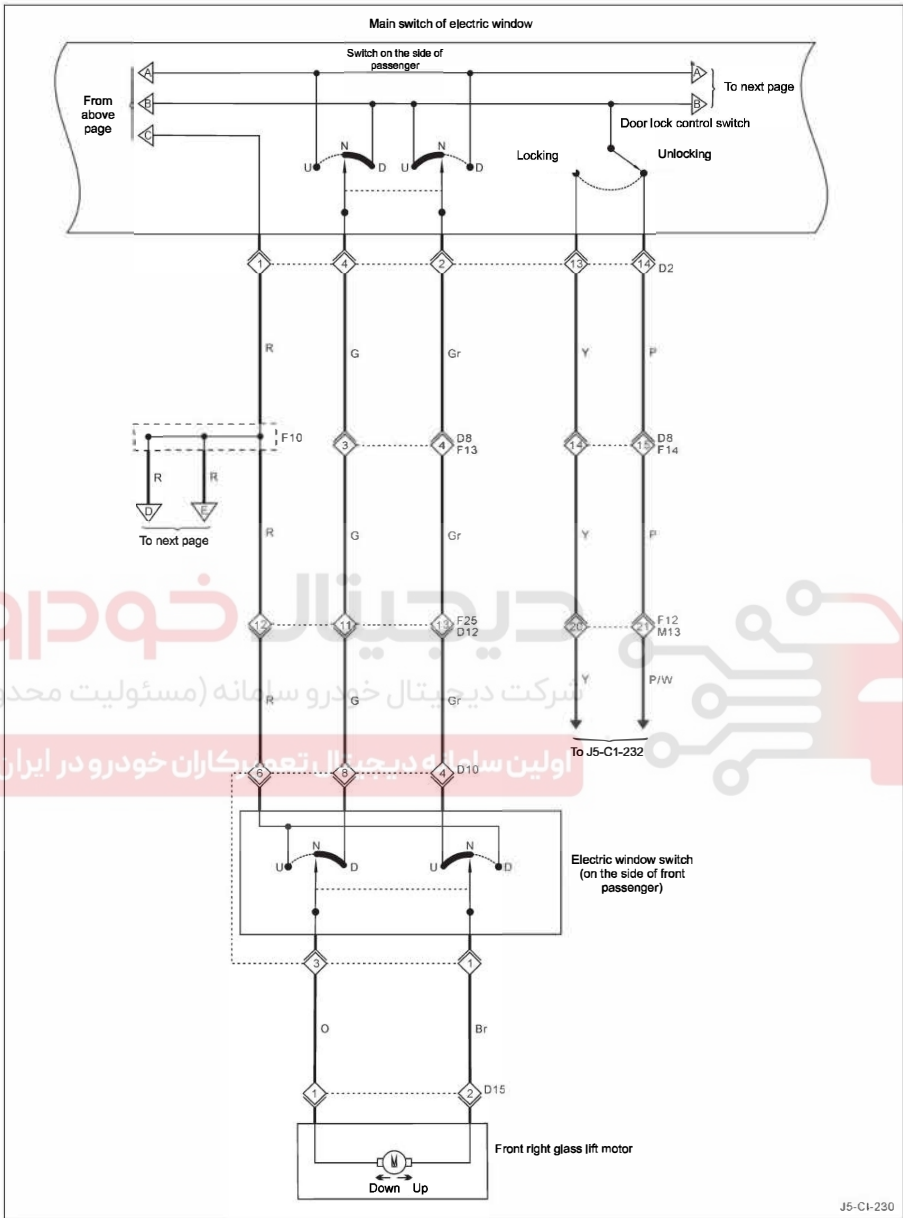 Main switch of electric window
Switch on the side of
passenger
A
A
From
above
page
B
B
To next page
C
Door lock control switch
Locking
Unlocking
U
N
D
U
N
D
1
4
2
13
14
D2
R
G
Gr
Y
P
F10
3
4
D8
F13
14
15
D8
F14
R
R
D
E
To next page
R
G
Gr
Y
P
12
11
13
F25
D12
20
21
F12
M13
دیجیتال خودرو
شرکت دیجیتال خودرو سامانه (مسئولیت محدو
R
G
Gr
Y
P/W
To J5-C1-232
اولین سامانه دیجیتال تعمیرکاران خودرو در ایران
6
8
4
D10
U
N
D
U
N
D
Electric window switch
(on the side of front
passenger)
3
1
O
Br
1
2
D15
M
Down
Up
Front right glass lift motor
J5-CI-230